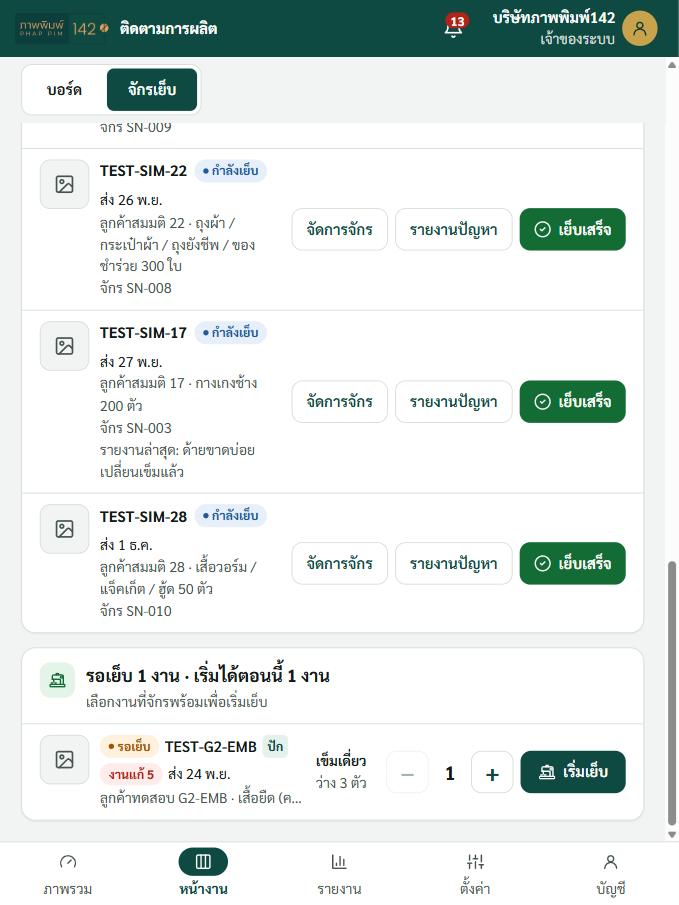 ภาพพิมพ์ 142
PHAP PIM
ติดตามการผลิต
13
บริษัทภาพพิมพ์142
เจ้าของระบบ
บอร์ด
จักรเย็บ
จักร SN-009
TEST-SIM-22 กำลังเย็บ
ส่ง 26 พ.ย.
ลูกค้าสมมติ 22 · ถุงผ้า /
กระเป๋าผ้า / ถุงยังชีพ / ของ
ชำร่วย 300 ใบ
จักร SN-008
จัดการจักร
รายงานปัญหา
เย็บเสร็จ
TEST-SIM-17 กำลังเย็บ
ส่ง 27 พ.ย.
ลูกค้าสมมติ 17 · กางเกงช้าง
200 ตัว
จักร SN-003
รายงานล่าสุด: ด้ายขาดบ่อย
เปลี่ยนเข็มแล้ว
จัดการจักร
รายงานปัญหา
เย็บเสร็จ
TEST-SIM-28 กำลังเย็บ
ส่ง 1 ธ.ค.
ลูกค้าสมมติ 28 · เสื้อวอร์ม /
แจ็คเก็ต / ฮู้ด 50 ตัว
จักร SN-010
จัดการจักร
รายงานปัญหา
เย็บเสร็จ
รอเย็บ 1 งาน · เริ่มได้ตอนนี้ 1 งาน
เลือกงานที่จักรพร้อมเพื่อเริ่มเย็บ
รอเย็บ TEST-G2-EMB ปัก
งานแก้ 5 ส่ง 24 พ.ย.
ลูกค้าทดสอบ G2-EMB · เสื้อยืด (ค...
เข็มเดี่ยว
ว่าง 3 ตัว
− 1 +
เริ่มเย็บ
ภาพรวม
หน้างาน
รายงาน
ตั้งค่า
บัญชี